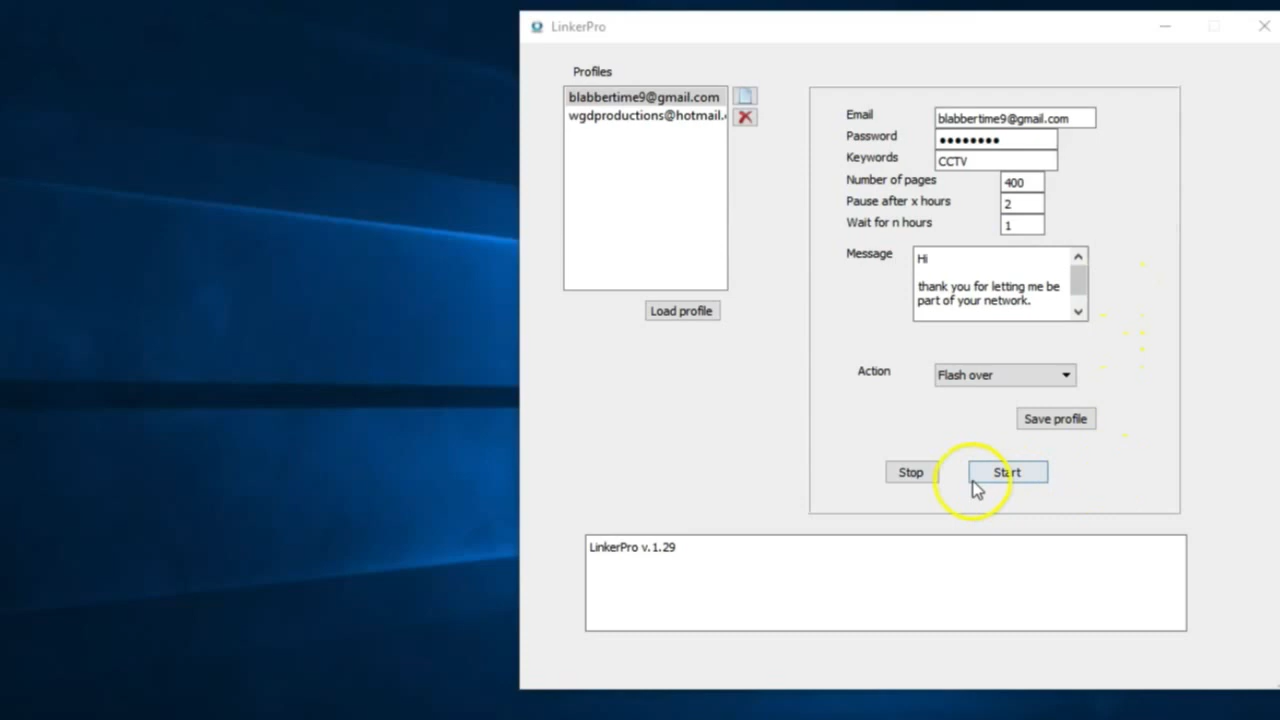 LinkerPro
Profiles
blabbertime9@gmail.com
wgdproductions@hotmail.
Load profile
Email
blabbertime9@gmail.com
Password
●●●●●●●●
Keywords
CCTV
Number of pages
400
Pause after x hours
2
Wait for n hours
1
Message
Hi
thank you for letting me be
part of your network.
Action
Flash over
Save profile
Stop
Start
LinkerPro v.1.29